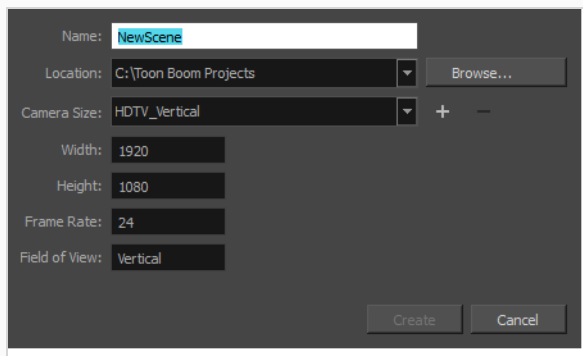 Name: NewScene
Location: C:\Toon Boom Projects Browse...
Camera Size: HDTV_Vertical + −
Width: 1920
Height: 1080
Frame Rate: 24
Field of View: Vertical
Create Cancel